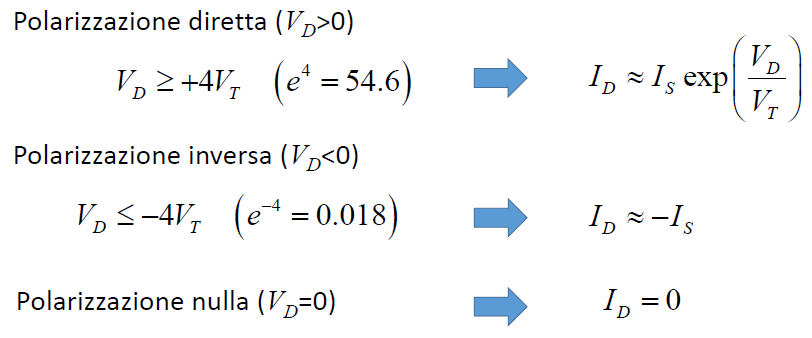 Polarizzazione diretta (V_D>0)
V_D ≥ +4V_T (e^4 = 54.6) I_D ≈ I_S exp(V_D/V_T)
Polarizzazione inversa (V_D<0)
V_D ≤ −4V_T (e^−4 = 0.018) I_D ≈ −I_S
Polarizzazione nulla (V_D=0) I_D = 0